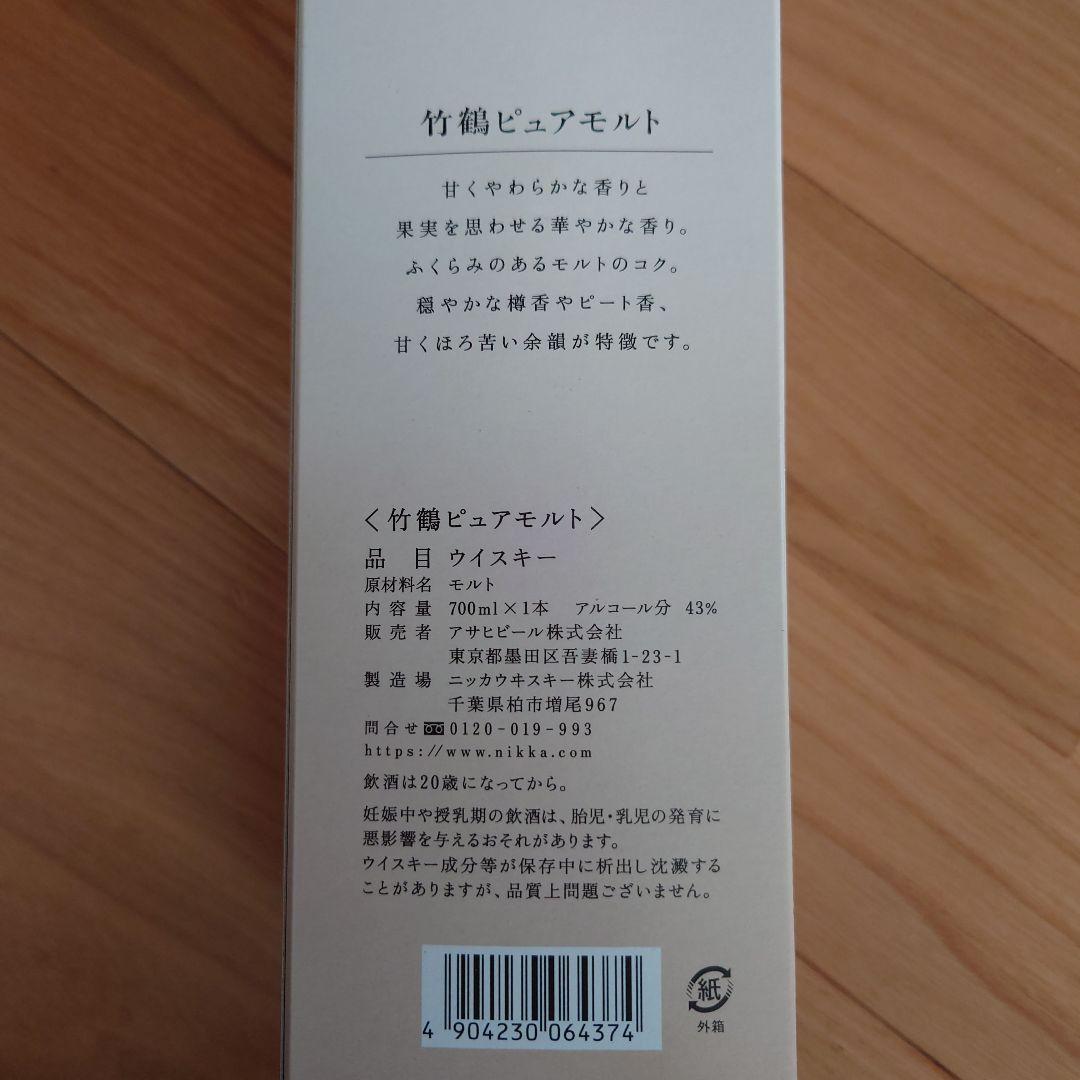 竹鶴ピュアモルト
甘くやわらかな香りと
果実を思わせる華やかな香り。
ふくらみのあるモルトのコク。
穏やかな樽香やピート香、
甘くほろ苦い余韻が特徴です。
〈竹鶴ピュアモルト〉
品目 ウイスキー
原材料名 モルト
内容量 700ml×1本 アルコール分 43%
販売者 アサヒビール株式会社
東京都墨田区吾妻橋1-23-1
製造場 ニッカウヰスキー株式会社
千葉県柏市増尾967
問合せ 0120-019-993
https://www.nikka.com
飲酒は20歳になってから。
妊娠中や授乳期の飲酒は、胎児・乳児の発育に
悪影響を与えるおそれがあります。
ウイスキー成分等が保存中に析出し沈澱する
ことがありますが、品質上問題ございません。
4 904230 064374
紙
外箱